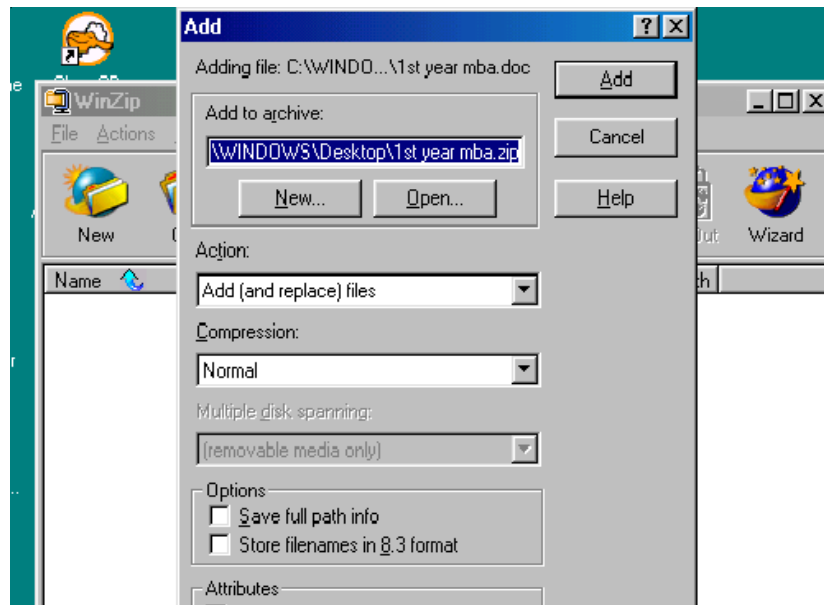 Add
Adding file: C:\WINDO...\1st year mba.doc
Add
WinZip
Add to archive:
File Actions
\WINDOWS\Desktop\1st year mba.zip
Cancel
New... Open...
Help
New
Wizard
Action:
Name
Add (and replace) files
Compression:
Normal
Multiple disk spanning:
(removable media only)
Options
Save full path info
Store filenames in 8.3 format
Attributes